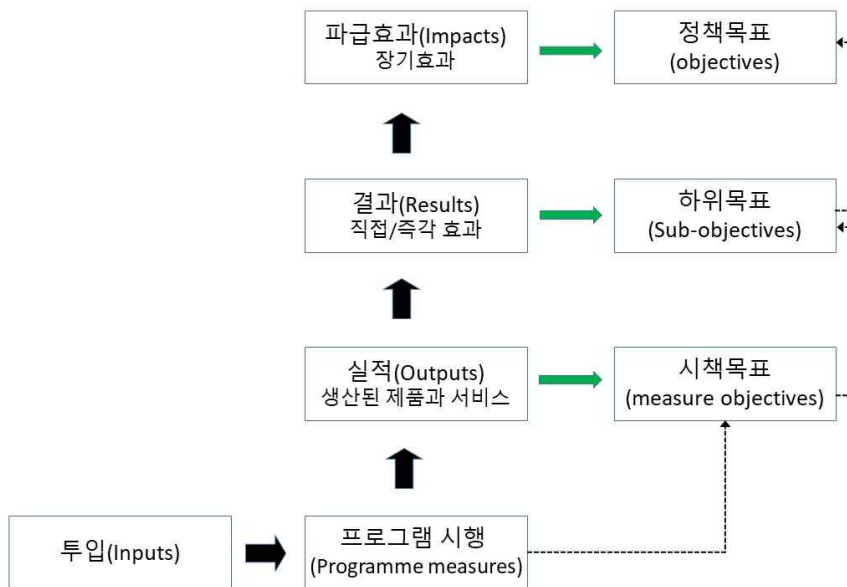 파급효과(Impacts)
장기효과
정책목표
(objectives)
결과(Results)
직접/즉각 효과
하위목표
(Sub-objectives)
실적(Outputs)
생산된 제품과 서비스
시책목표
(measure objectives)
투입(Inputs)
프로그램 시행
(Programme measures)